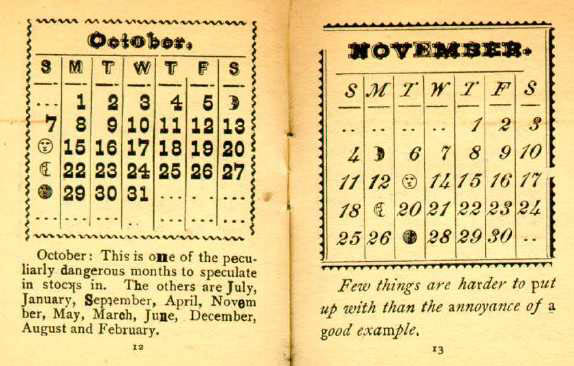 October.
S M T W T F S
... 1 2 3 4 5
7 8 9 10 11 12 13
15 16 17 18 19 20
22 23 24 25 26 27
29 30 31 ... ... ...
... ... ... ... ... ... ...
October: This is one of the pecu-
liarly dangerous months to speculate
in stocks in. The others are July,
January, September, April, Novem
ber, May, March, June, December,
August and February.
12
NOVEMBER.
S M T W T F S
.. .. .. .. 1 2 3
4 6 7 8 9 10
11 12 14 15 16 17
18 20 21 22 23 24
25 26 28 29 30 ..
Few things are harder to put
up with than the annoyance of a
good example.
13